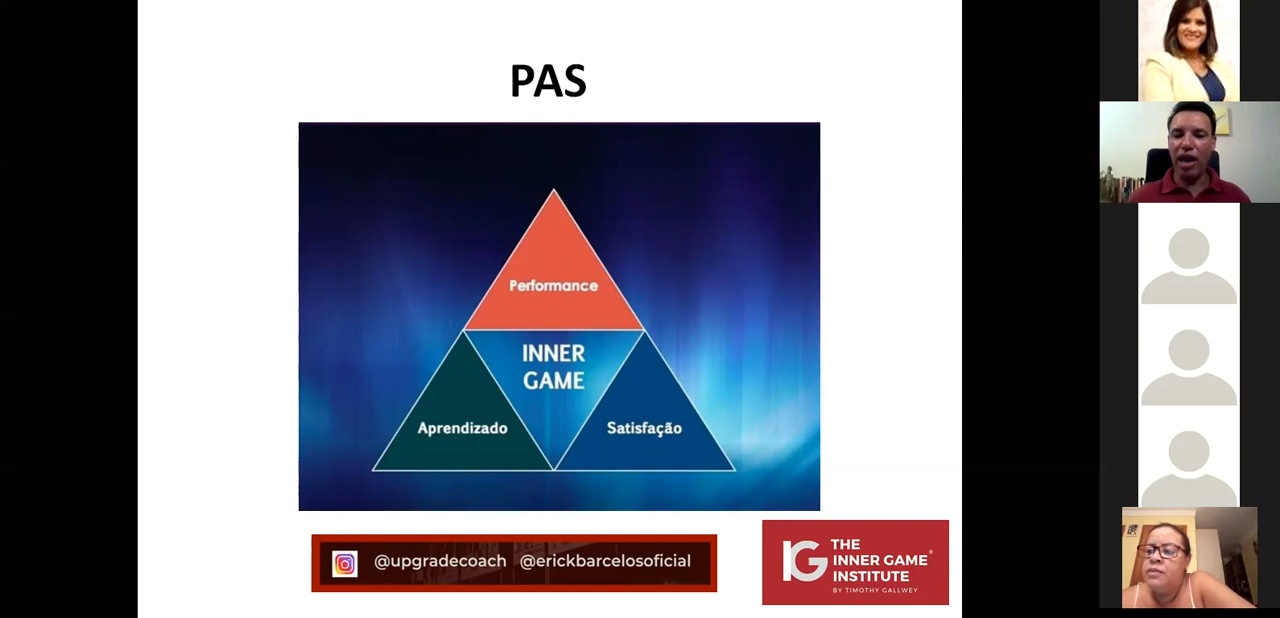 PAS
Performance
INNER
GAME
Aprendizado
Satisfação
@upgradecoach @erickbarcelosoficial
IG
THE
INNER GAME®
INSTITUTE
BY TIMOTHY GALLWEY